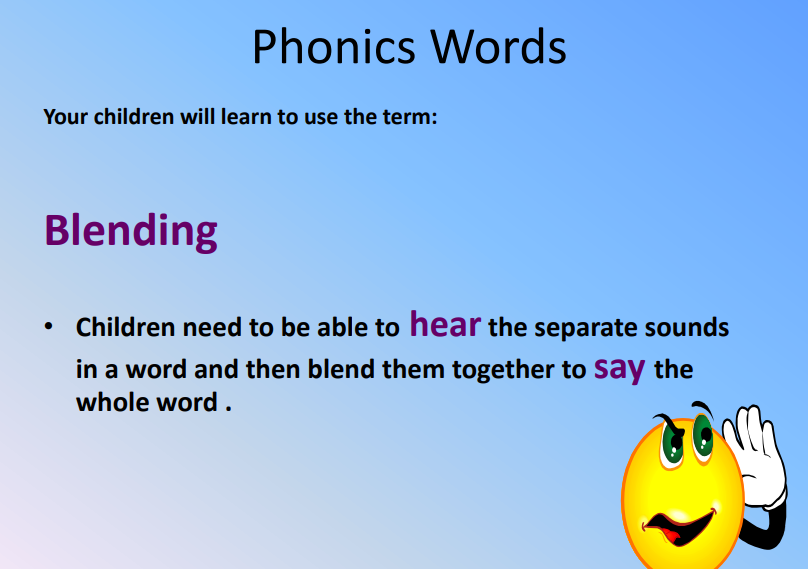 Phonics Words
Your children will learn to use the term:
Blending
• Children need to be able to hear the separate sounds
in a word and then blend them together to say the
whole word .